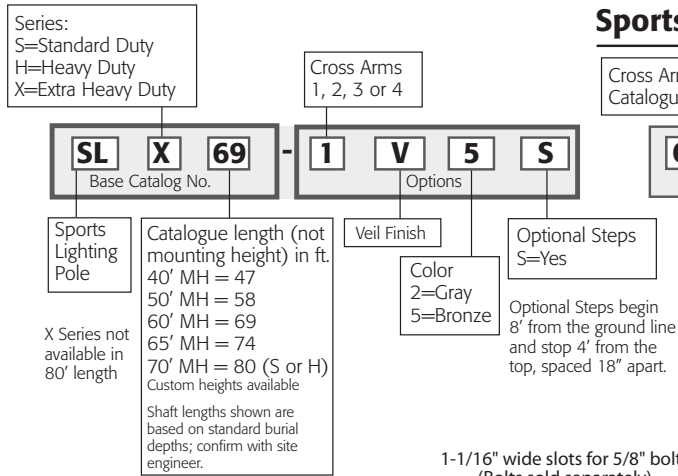 Series:
S=Standard Duty
H=Heavy Duty
X=Extra Heavy Duty
Cross Arms
1, 2, 3 or 4
SL X 69 - 1 V 5 S
Base Catalog No.
Options
Sports
Lighting
Pole
X Series not
available in
80' length
Catalogue length (not
mounting height) in ft.
40' MH = 47
50' MH = 58
60' MH = 69
65' MH = 74
70' MH = 80 (S or H)
Custom heights available
Shaft lengths shown are
based on standard burial
depths; confirm with site
engineer.
Veil Finish
Color
2=Gray
5=Bronze
Optional Steps
S=Yes
Optional Steps begin
8' from the ground line
and stop 4' from the
top, spaced 18" apart.
Sports
Cross
1-1/16" wide slots for 5/8" bolt
(Bolts sold separately)